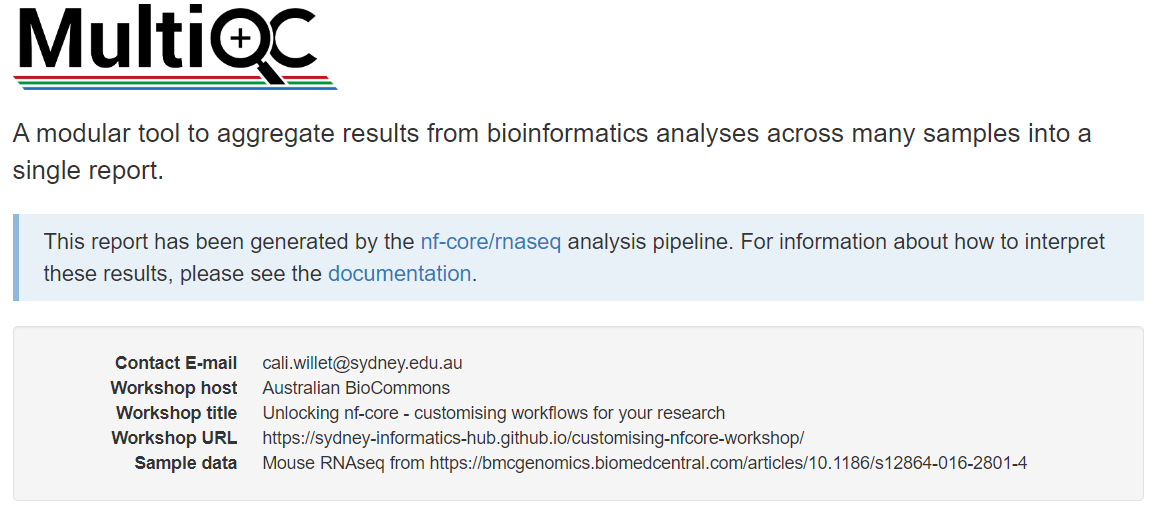 MultiQC
A modular tool to aggregate results from bioinformatics analyses across many samples into a
single report.
This report has been generated by the nf-core/rnaseq analysis pipeline. For information about how to interpret
these results, please see the documentation.
Contact E-mail cali.willet@sydney.edu.au
Workshop host Australian BioCommons
Workshop title Unlocking nf-core - customising workflows for your research
Workshop URL https://sydney-informatics-hub.github.io/customising-nfcore-workshop/
Sample data Mouse RNAseq from https://bmcgenomics.biomedcentral.com/articles/10.1186/s12864-016-2801-4